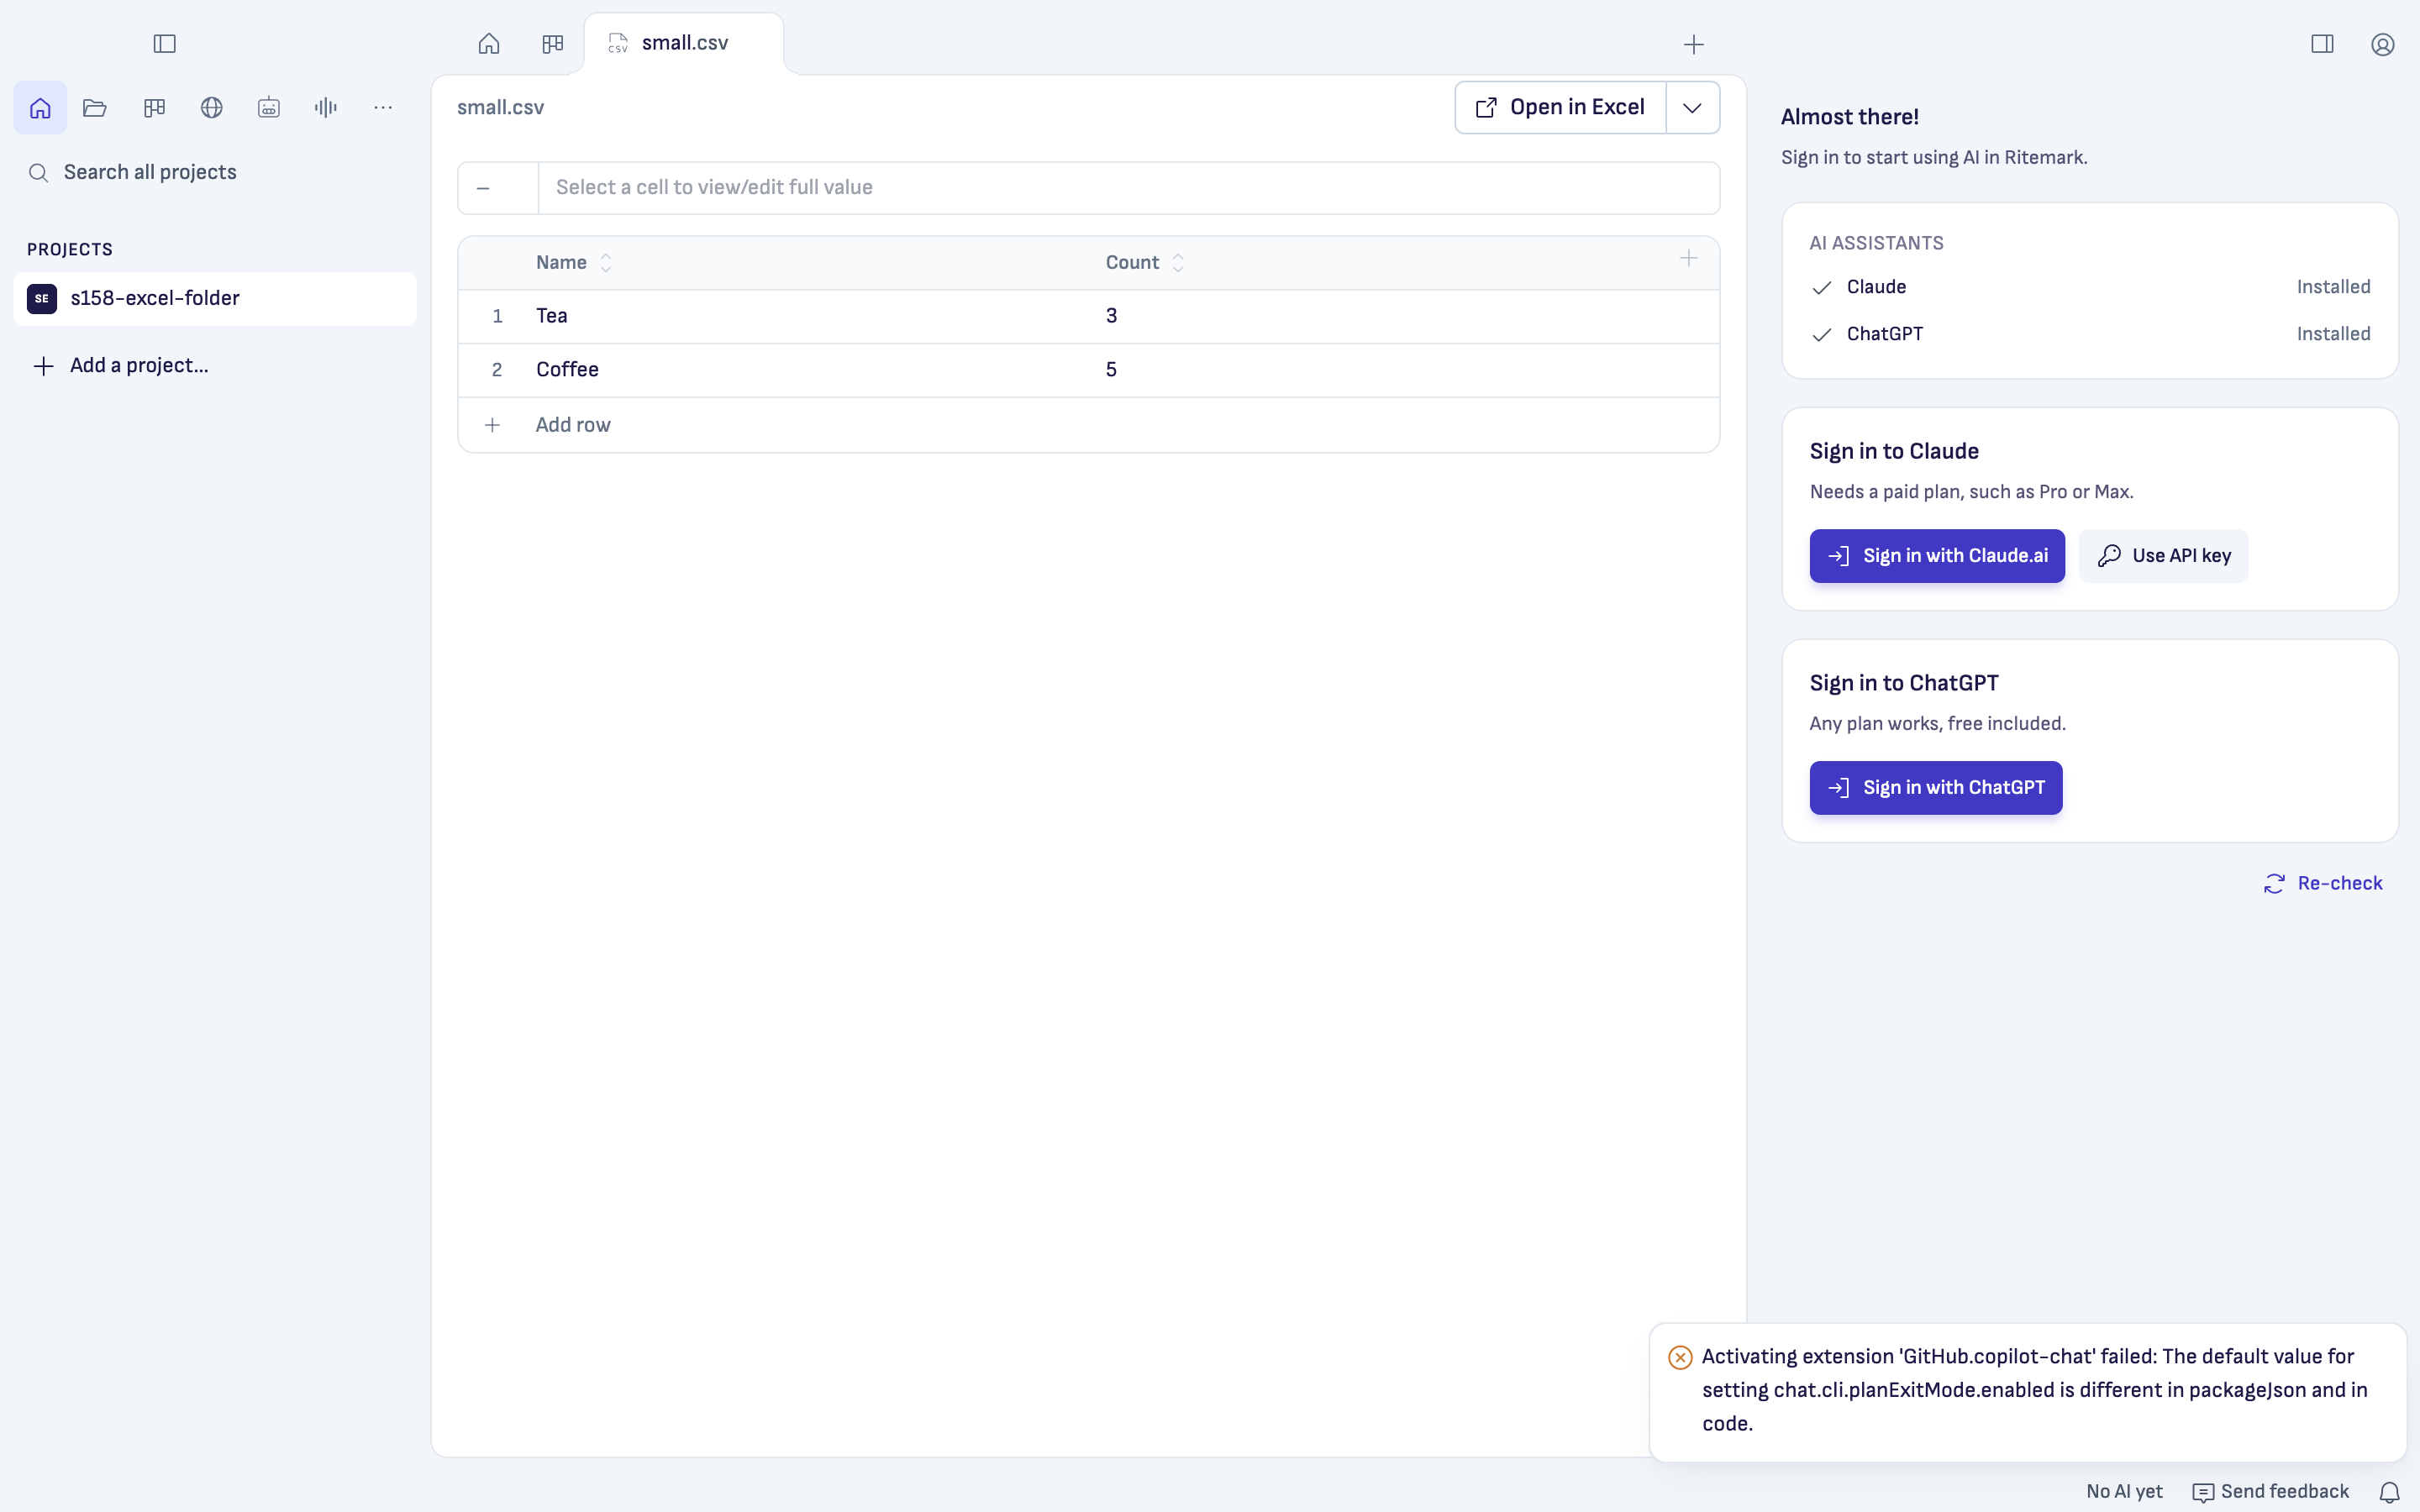 small.csv
Search all projects
PROJECTS
SE s158-excel-folder
Add a project...
small.csv
Open in Excel
– Select a cell to view/edit full value
Name Count
1 Tea 3
2 Coffee 5
Add row
Almost there!
Sign in to start using AI in Ritemark.
AI ASSISTANTS
Claude Installed
ChatGPT Installed
Sign in to Claude
Needs a paid plan, such as Pro or Max.
Sign in with Claude.ai Use API key
Sign in to ChatGPT
Any plan works, free included.
Sign in with ChatGPT
Re-check
Activating extension 'GitHub.copilot-chat' failed: The default value for
setting chat.cli.planExitMode.enabled is different in packageJson and in
code.
No AI yet Send feedback